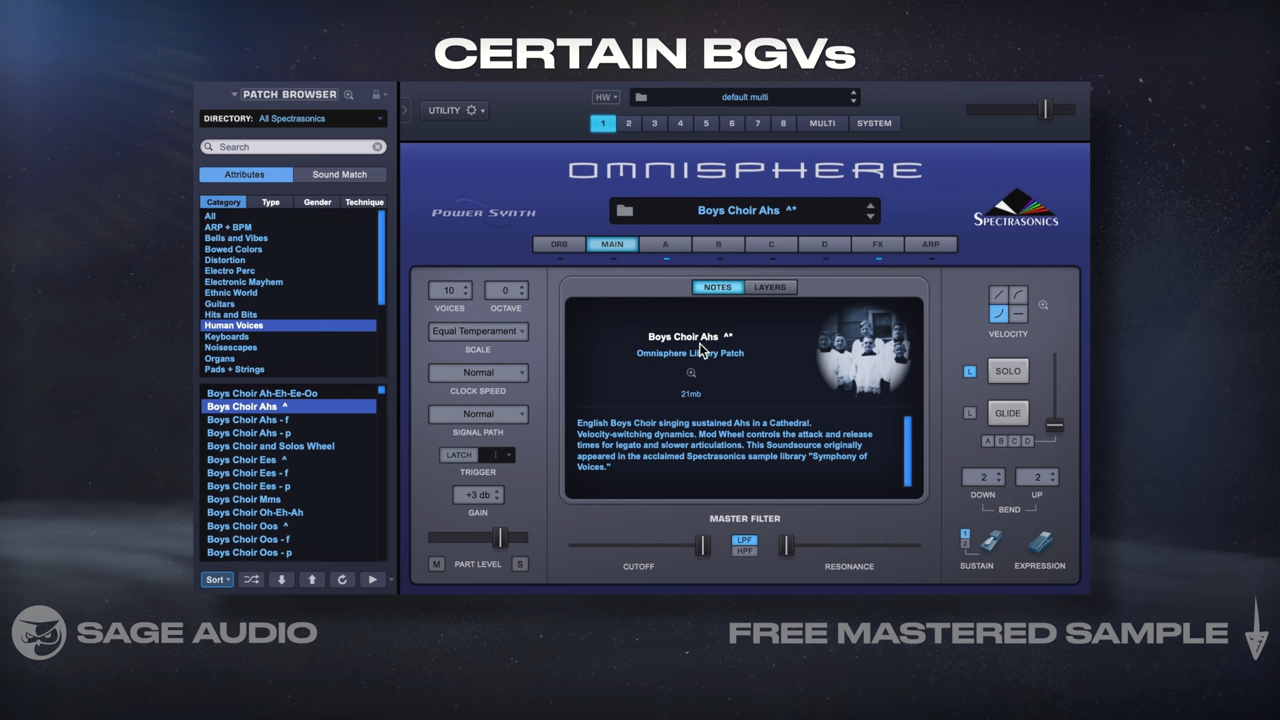 CERTAIN BGVs
PATCH BROWSER
DIRECTORY: All Spectrasonics
Search
Attributes
Sound Match
Category
Type
Gender
Technique
All
ARP + BPM
Bells and Vibes
Bowed Colors
Distortion
Electro Perc
Electronic Mayhem
Ethnic World
Guitars
Hits and Bits
Human Voices
Keyboards
Noisescapes
Organs
Pads + Strings
Boys Choir Ah-Eh-Ee-Oo
Boys Choir Ahs ^
Boys Choir Ahs - f
Boys Choir Ahs - p
Boys Choir and Solos Wheel
Boys Choir Ees ^
Boys Choir Ees - f
Boys Choir Ees - p
Boys Choir Mms
Boys Choir Oh-Eh-Ah
Boys Choir Oos ^
Boys Choir Oos - f
Boys Choir Oos - p
Sort
UTILITY
HW
default multi
1 2 3 4 5 6 7 8 MULTI SYSTEM
OMNISPHERE
POWER SYNTH
Boys Choir Ahs ^*
SPECTRASONICS
ORB MAIN A B C D FX ARP
10
0
VOICES
OCTAVE
Equal Temperament
SCALE
Normal
CLOCK SPEED
Normal
SIGNAL PATH
LATCH
TRIGGER
+3 db
GAIN
M PART LEVEL S
NOTES
LAYERS
Boys Choir Ahs ^*
Omnisphere Library Patch
21mb
English Boys Choir singing sustained Ahs in a Cathedral.
Velocity-switching dynamics. Mod Wheel controls the attack and release
times for legato and slower articulations. This Soundsource originally
appeared in the acclaimed Spectrasonics sample library "Symphony of
Voices."
MASTER FILTER
LPF
HPF
CUTOFF
RESONANCE
VELOCITY
L SOLO
L GLIDE
A B C D
2
2
DOWN
UP
BEND
1
2
SUSTAIN
EXPRESSION
SAGE AUDIO
FREE MASTERED SAMPLE